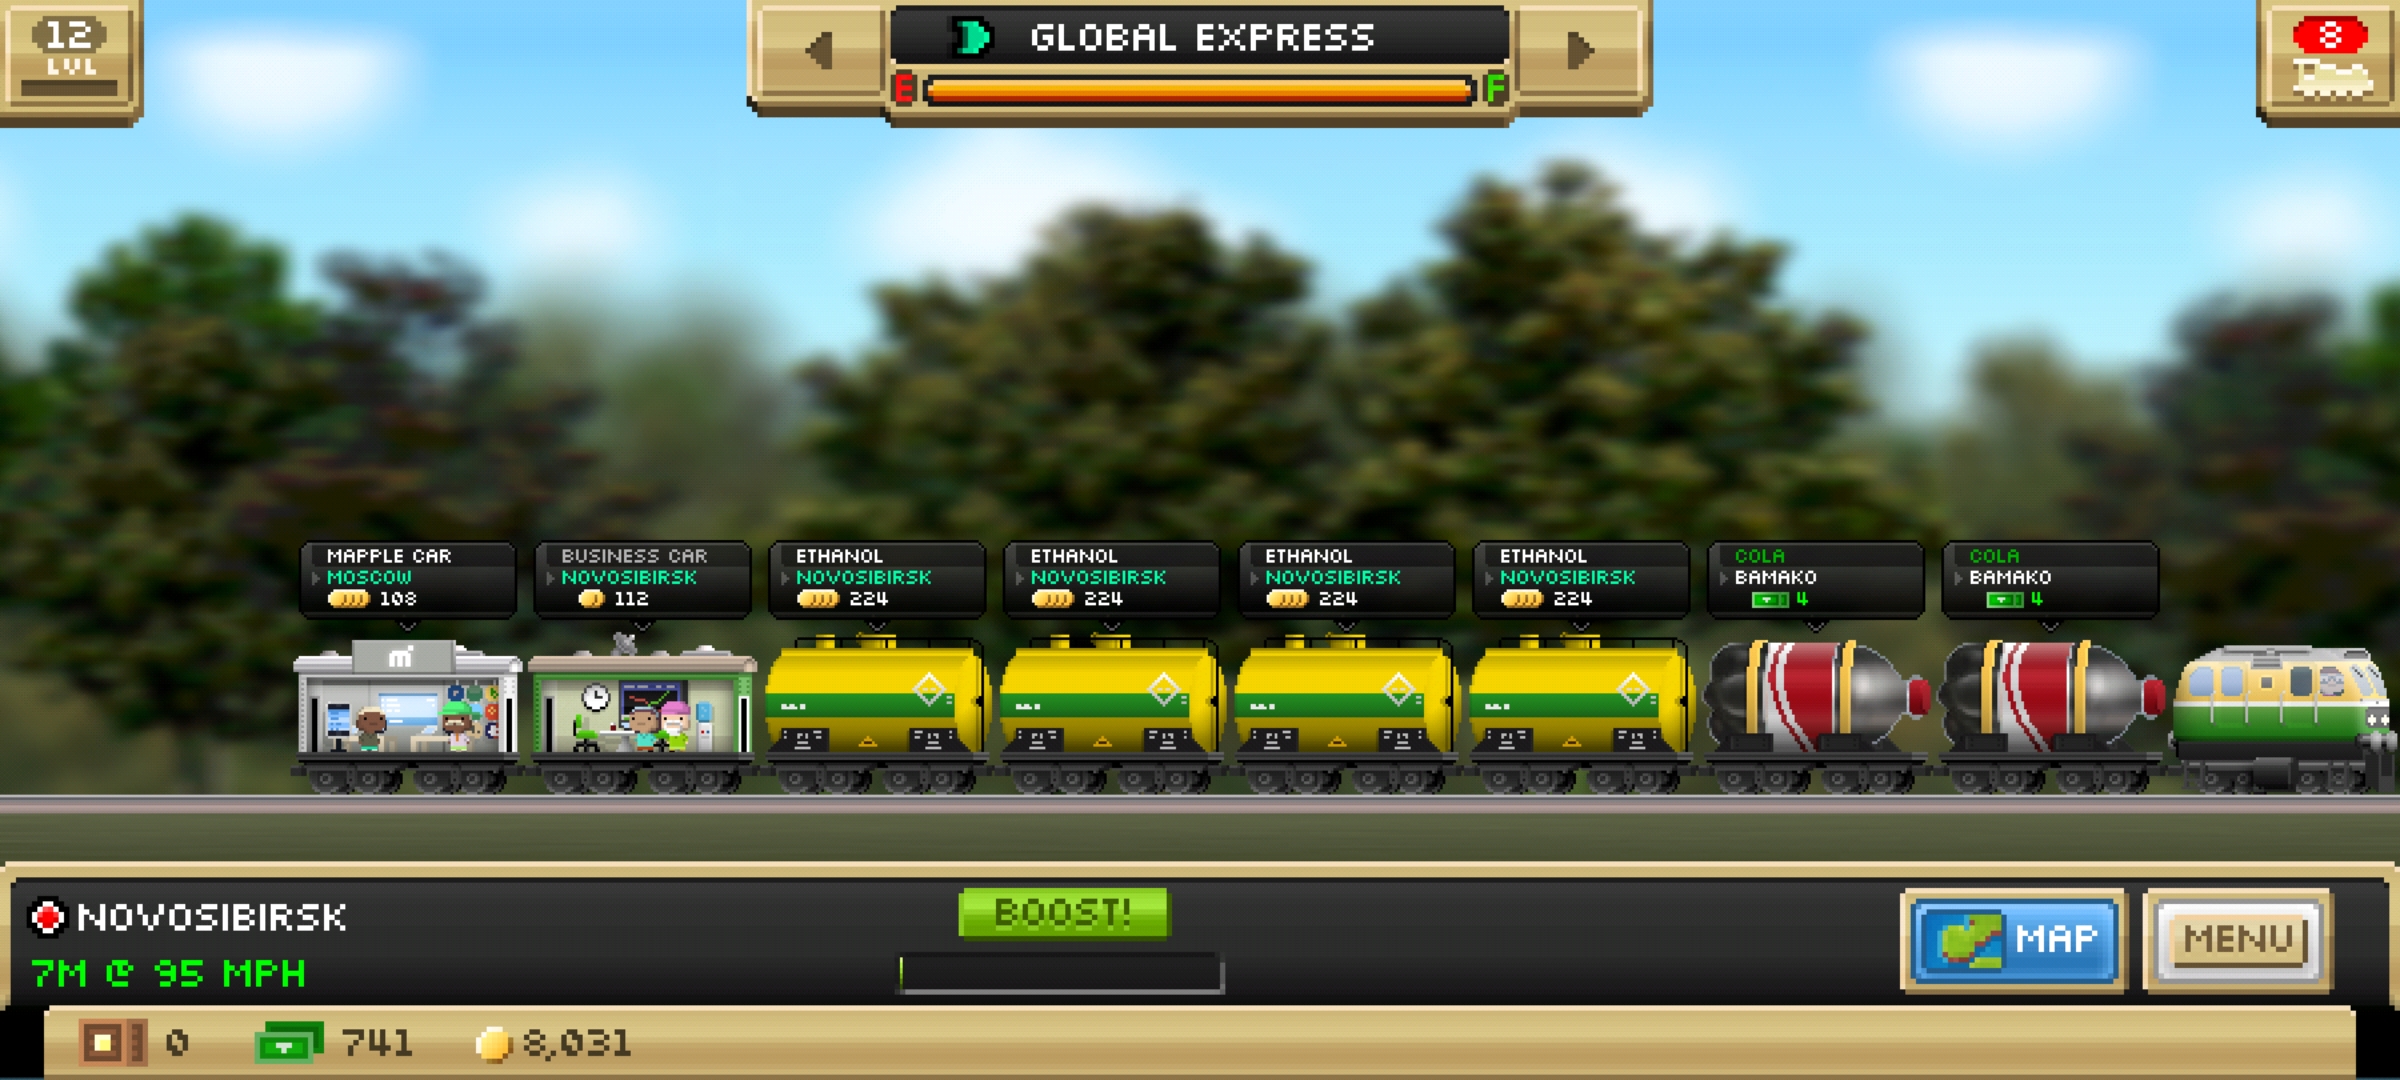 12
LVL
GLOBAL EXPRESS
E
F
8
MAPPLE CAR
MOSCOW
108
BUSINESS CAR
NOVOSIBIRSK
112
ETHANOL
NOVOSIBIRSK
224
ETHANOL
NOVOSIBIRSK
224
ETHANOL
NOVOSIBIRSK
224
ETHANOL
NOVOSIBIRSK
224
COLA
BAMAKO
4
COLA
BAMAKO
4
m
NOVOSIBIRSK
7M @ 95 MPH
BOOST!
MAP
MENU
0
741
8,031